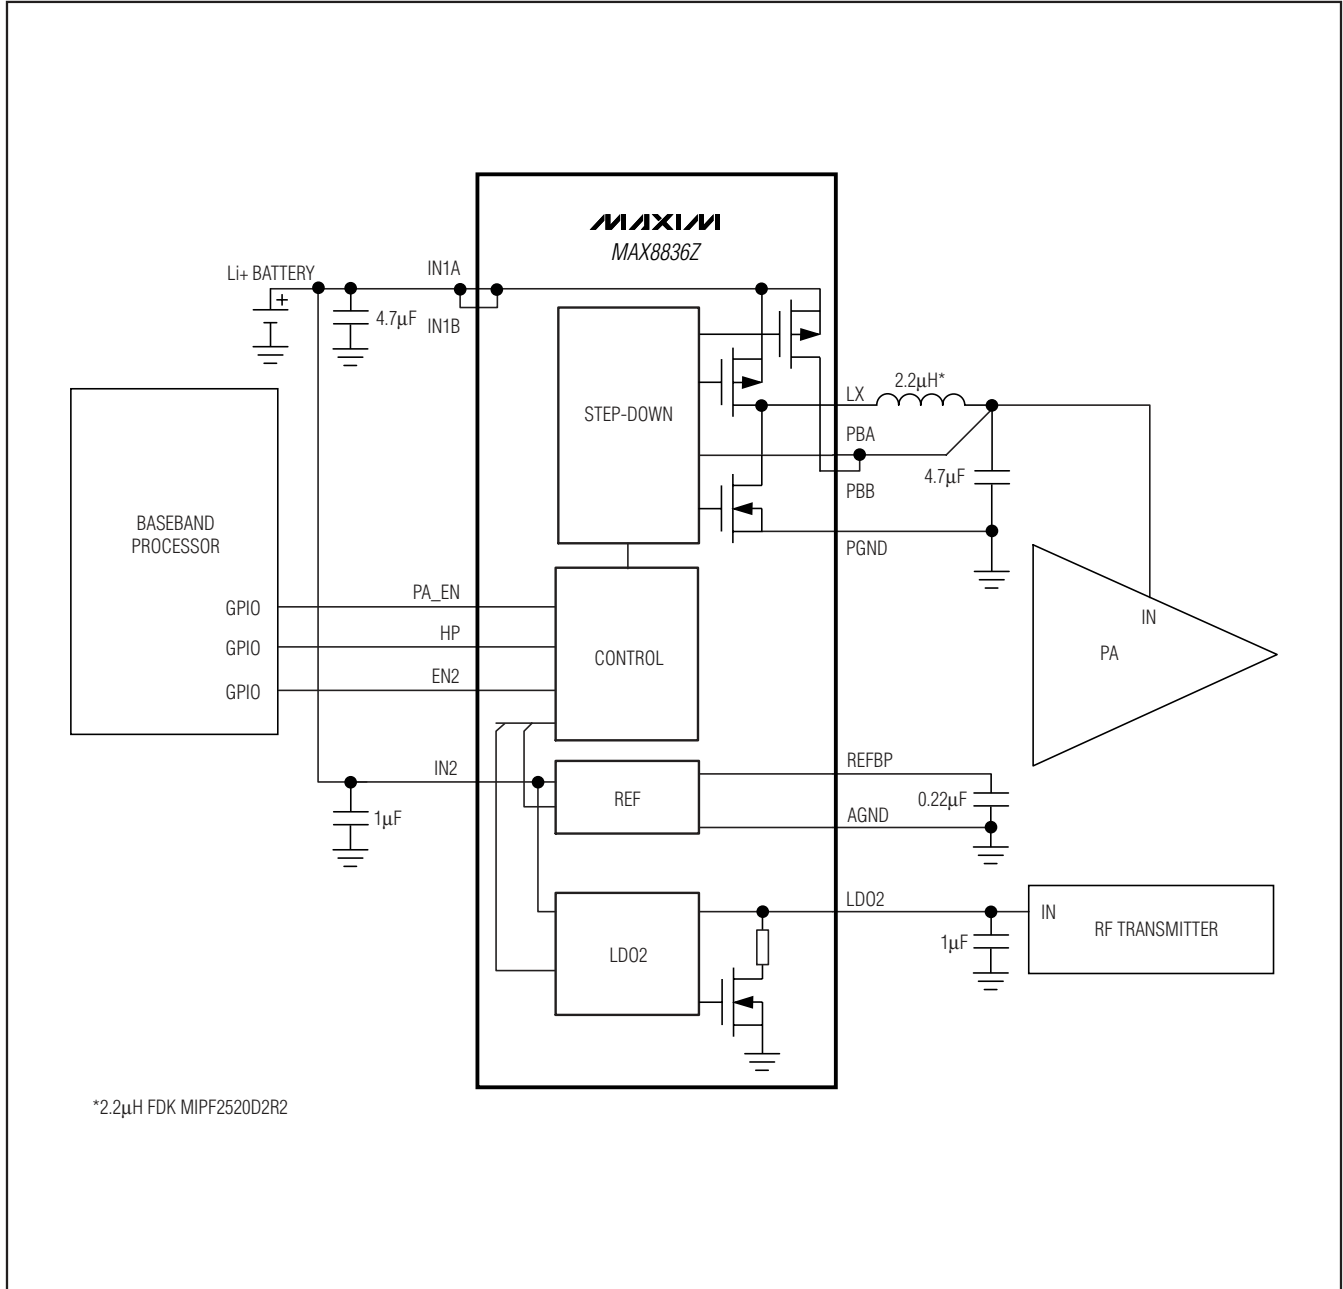 MAXIM
MAX8836Z
Li+ BATTERY
+
4.7μF
IN1A
IN1B
STEP-DOWN
LX
2.2μH*
PBA
PBB
4.7μF
PGND
BASEBAND
PROCESSOR
GPIO
GPIO
GPIO
PA_EN
HP
EN2
CONTROL
IN
PA
IN2
1μF
REF
REFBP
0.22μF
AGND
LDO2
LDO2
1μF
IN
RF TRANSMITTER
*2.2μH FDK MIPF2520D2R2